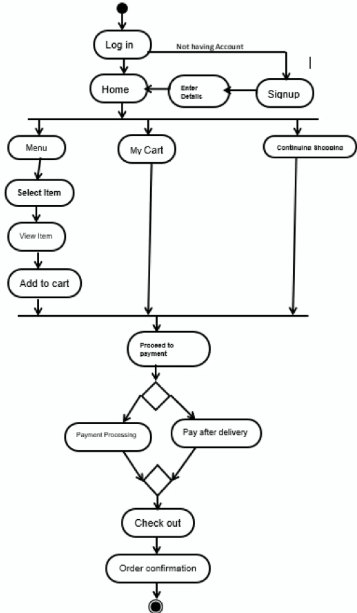 Log in
Not having Account
Home
Enter
Details
Signup
Menu
My Cart
Continuing Shopping
Select Item
View Item
Add to cart
Proceed to
payment
Payment Processing
Pay after delivery
Check out
Order confirmation